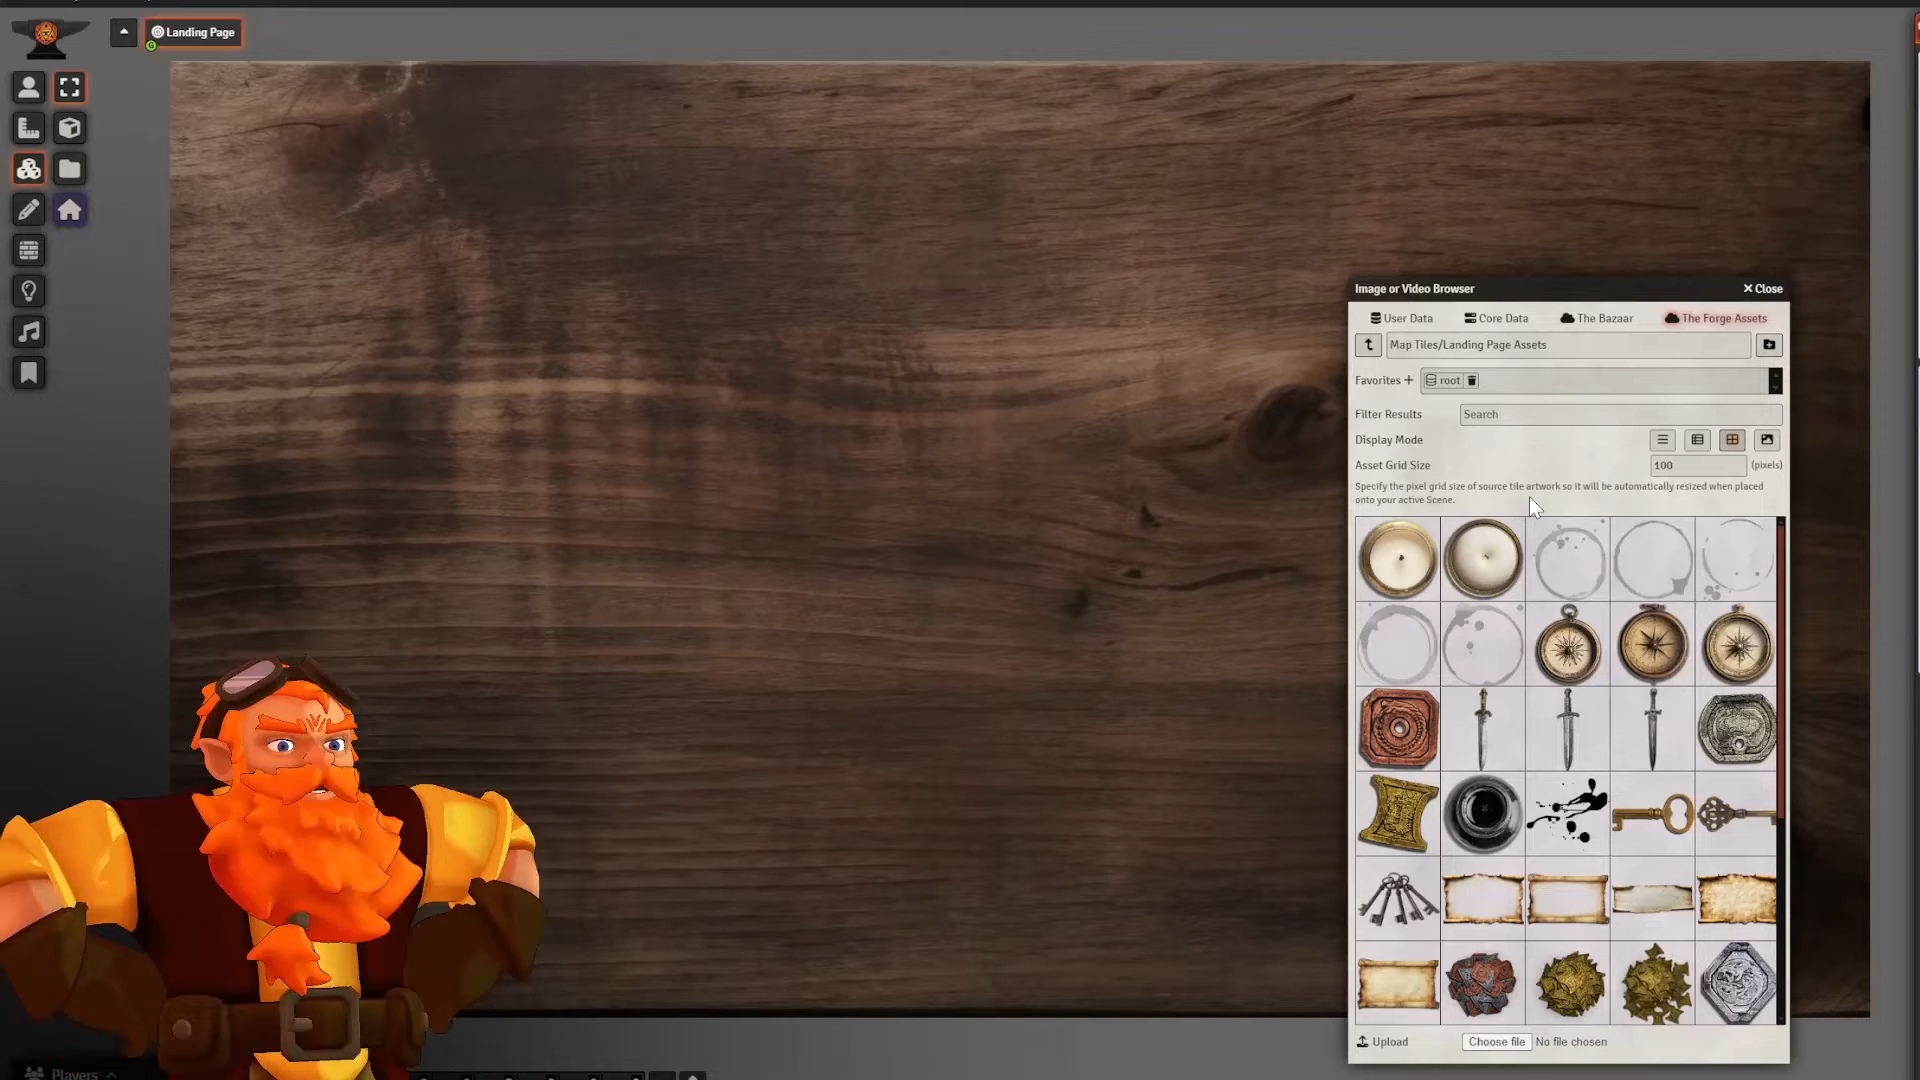 Landing Page
G
Image or Video Browser
Close
User Data
Core Data
The Bazaar
The Forge Assets
Map Tiles/Landing Page Assets
Favorites +
root
Filter Results
Search
Display Mode
Asset Grid Size
100
(pixels)
Specify the pixel grid size of source tile artwork so it will be automatically resized when placed
onto your active Scene.
Upload
Choose file
No file chosen
Players